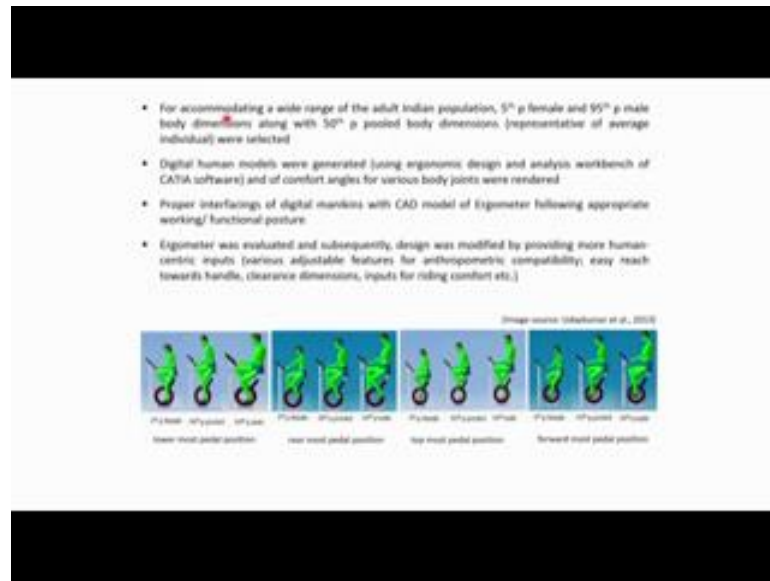 • For accommodating a wide range of the adult Indian population, 5th p female and 95th p male
body dimensions along with 50th p pooled body dimensions (representative of average
individual) were selected
• Digital human models were generated (using ergonomic design and analysis workbench of
CATIA software) and of comfort angles for various body joints were rendered
• Proper interfacings of digital manikins with CAD model of Ergometer following appropriate
working/ functional posture
• Ergometer was evaluated and subsequently, design was modified by providing more human-
centric inputs (various adjustable features for anthropometric compatibility; easy reach
towards handle, clearance dimensions, inputs for riding comfort etc.)
(Image source: et al., 2013)
lower most pedal position rear most pedal position top most pedal position forward most pedal position